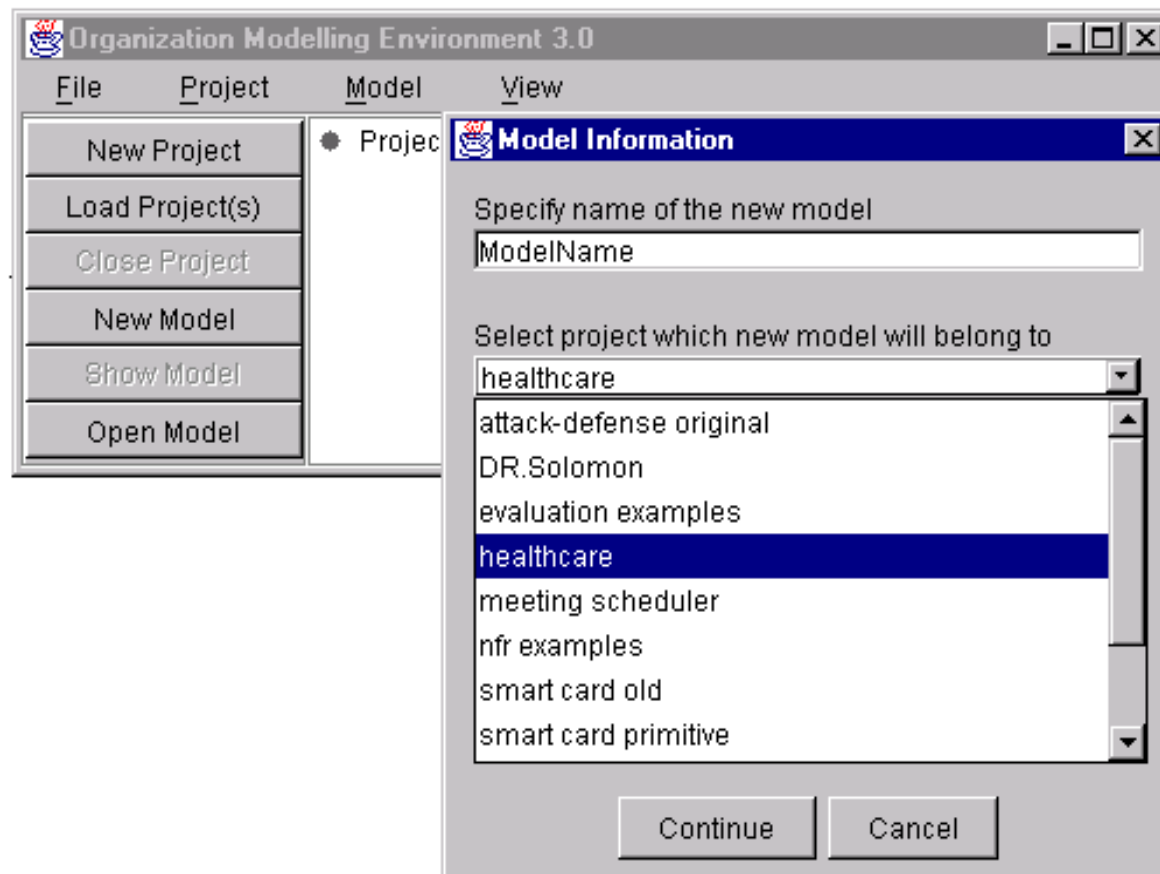 Organization Modelling Environment 3.0
File Project Model View
New Project
Load Project(s)
Close Project
New Model
Show Model
Open Model
Projec
Model Information
Specify name of the new model
ModelName
Select project which new model will belong to
healthcare
attack-defense original
DR.Solomon
evaluation examples
healthcare
meeting scheduler
nfr examples
smart card old
smart card primitive
Continue Cancel